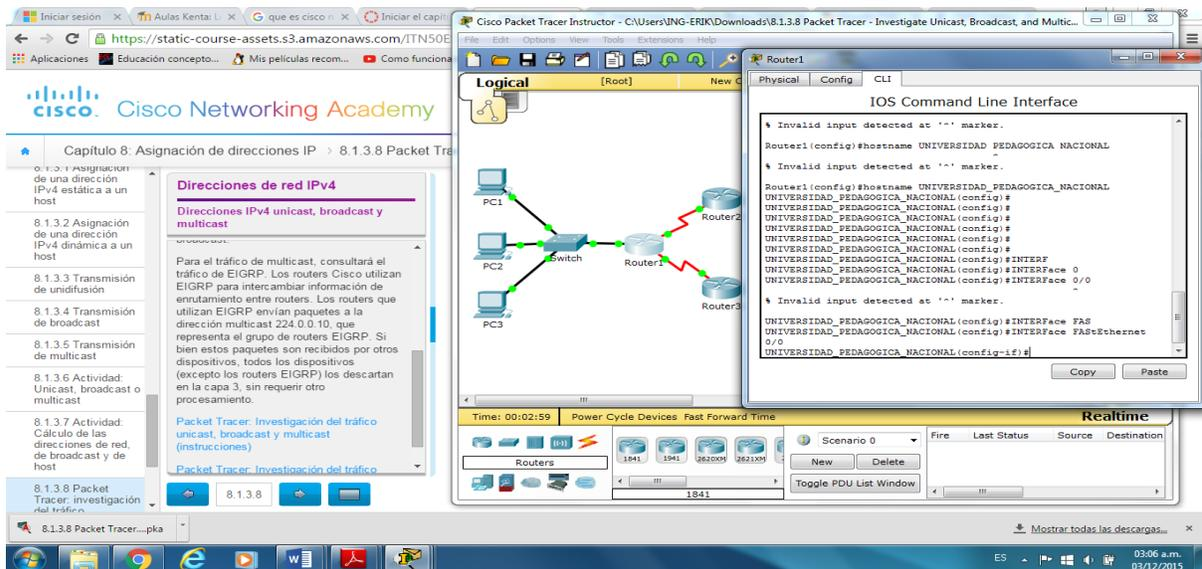 Iniciar sesión
Aulas Kenta: L
que es cisco n
Iniciar el capít
https://static-course-assets.s3.amazonaws.com/ITN50E
Aplicaciones
Educación concepto...
Mis películas recom...
Como funciona
cisco. Cisco Networking Academy
Capítulo 8: Asignación de direcciones IP > 8.1.3.8 Packet Tra
8.1.3.1 Asignación
de una dirección
IPv4 estática a un
host
8.1.3.2 Asignación
de una dirección
IPv4 dinámica a un
host
8.1.3.3 Transmisión
de unidifusión
8.1.3.4 Transmisión
de broadcast
8.1.3.5 Transmisión
de multicast
8.1.3.6 Actividad:
Unicast, broadcast o
multicast
8.1.3.7 Actividad:
Cálculo de las
direcciones de red,
de broadcast y de
host
8.1.3.8 Packet
Tracer: investigación
del tráfico
Direcciones de red IPv4
Direcciones IPv4 unicast, broadcast y
multicast
broadcast.
Para el tráfico de multicast, consultará el
tráfico de EIGRP. Los routers Cisco utilizan
EIGRP para intercambiar información de
enrutamiento entre routers. Los routers que
utilizan EIGRP envían paquetes a la
dirección multicast 224.0.0.10, que
representa el grupo de routers EIGRP. Si
bien estos paquetes son recibidos por otros
dispositivos, todos los dispositivos
(excepto los routers EIGRP) los descartan
en la capa 3, sin requerir otro
procesamiento.
Packet Tracer: Investigación del tráfico
unicast, broadcast y multicast
(instrucciones)
Packet Tracer: Investigación del tráfico
8.1.3.8
Cisco Packet Tracer Instructor - C:\Users\ING-ERIK\Downloads\8.1.3.8 Packet Tracer - Investigate Unicast, Broadcast, and Multic...
File Edit Options View Tools Extensions Help
Logical
[Root]
New C
PC1
PC2
PC3
Switch
Router1
Router2
Router3
Time: 00:02:59
Power Cycle Devices Fast Forward Time
Realtime
Routers
1841
1941
2620XM
2621XM
1841
Scenario 0
New
Delete
Toggle PDU List Window
Fire
Last Status
Source
Destination
Router1
Physical
Config
CLI
IOS Command Line Interface
% Invalid input detected at '^' marker.
Router1(config)#hostname UNIVERSIDAD PEDAGOGICA NACIONAL
^
% Invalid input detected at '^' marker.
Router1(config)#hostname UNIVERSIDAD_PEDAGOGICA_NACIONAL
UNIVERSIDAD_PEDAGOGICA_NACIONAL(config)#
UNIVERSIDAD_PEDAGOGICA_NACIONAL(config)#
UNIVERSIDAD_PEDAGOGICA_NACIONAL(config)#
UNIVERSIDAD_PEDAGOGICA_NACIONAL(config)#
UNIVERSIDAD_PEDAGOGICA_NACIONAL(config)#
UNIVERSIDAD_PEDAGOGICA_NACIONAL(config)#
UNIVERSIDAD_PEDAGOGICA_NACIONAL(config)#INTERF
UNIVERSIDAD_PEDAGOGICA_NACIONAL(config)#INTERFace 0
UNIVERSIDAD_PEDAGOGICA_NACIONAL(config)#INTERFace 0/0
^
% Invalid input detected at '^' marker.
UNIVERSIDAD_PEDAGOGICA_NACIONAL(config)#INTERFace FAS
UNIVERSIDAD_PEDAGOGICA_NACIONAL(config)#INTERFace FAStEthernet
0/0
UNIVERSIDAD_PEDAGOGICA_NACIONAL(config-if)#
Copy
Paste
8.1.3.8 Packet Tracer....pka
Mostrar todas las descargas...
ES
03:06 a.m.
03/12/2015